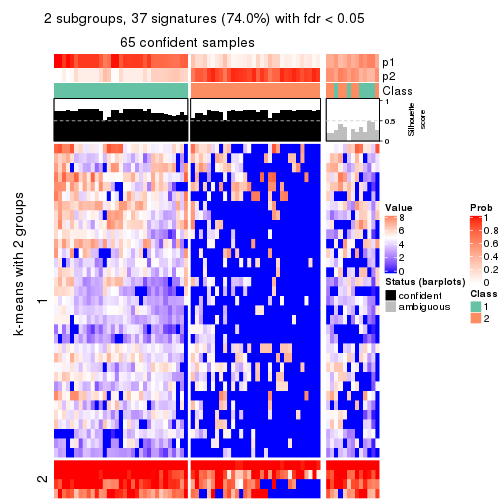 2 subgroups, 37 signatures (74.0%) with fdr < 0.05
65 confident samples
p1
p2
Class
1
0.5
0
Silhouette
score
k-means with 2 groups
1
2
Value
8
6
4
2
0
Status (barplots)
confident
ambiguous
Prob
1
0.8
0.6
0.4
0.2
0
Class
1
2